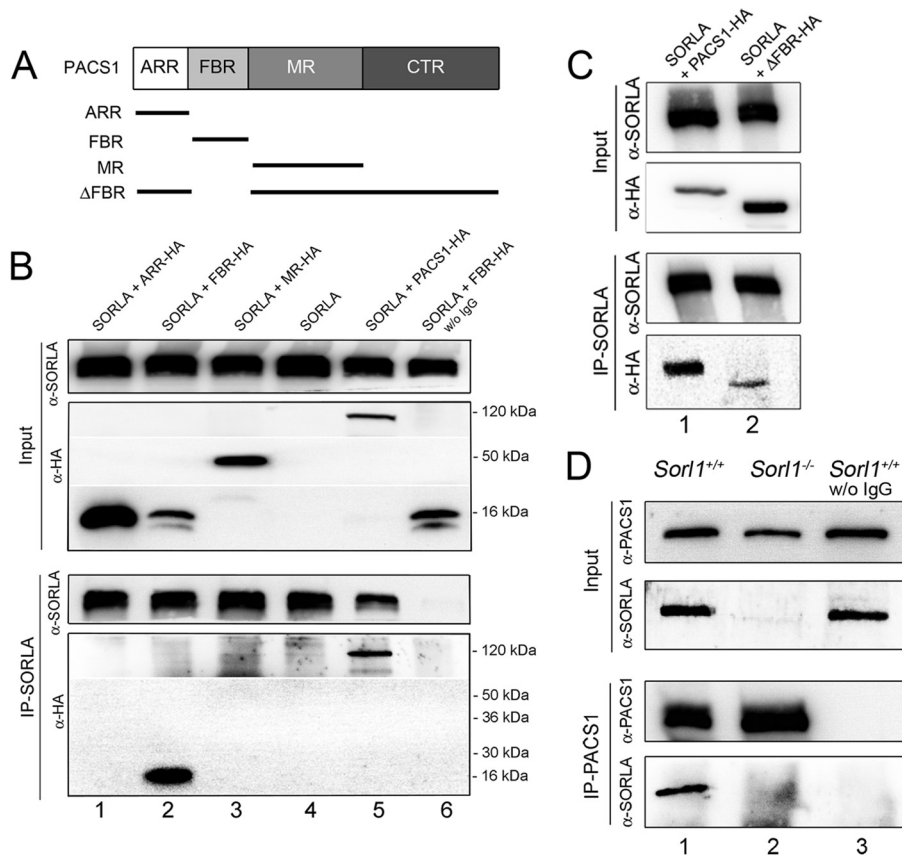 A
PACS1
ARR
FBR
MR
CTR
ARR
FBR
MR
ΔFBR
B
SORLA + ARR-HA
SORLA + FBR-HA
SORLA + MR-HA
SORLA
SORLA + PACS1-HA
SORLA + FBR-HA
w/o IgG
Input
α-SORLA
α-HA
- 120 kDa
- 50 kDa
- 16 kDa
IP-SORLA
α-SORLA
α-HA
- 120 kDa
- 50 kDa
- 36 kDa
- 30 kDa
- 16 kDa
1 2 3 4 5 6
C
SORLA
+ PACS1-HA
SORLA
+ ΔFBR-HA
Input
α-SORLA
α-HA
IP-SORLA
α-SORLA
α-HA
1 2
D
Sorl1+/+
Sorl1-/-
Sorl1+/+
w/o IgG
Input
α-PACS1
α-SORLA
IP-PACS1
α-PACS1
α-SORLA
1 2 3